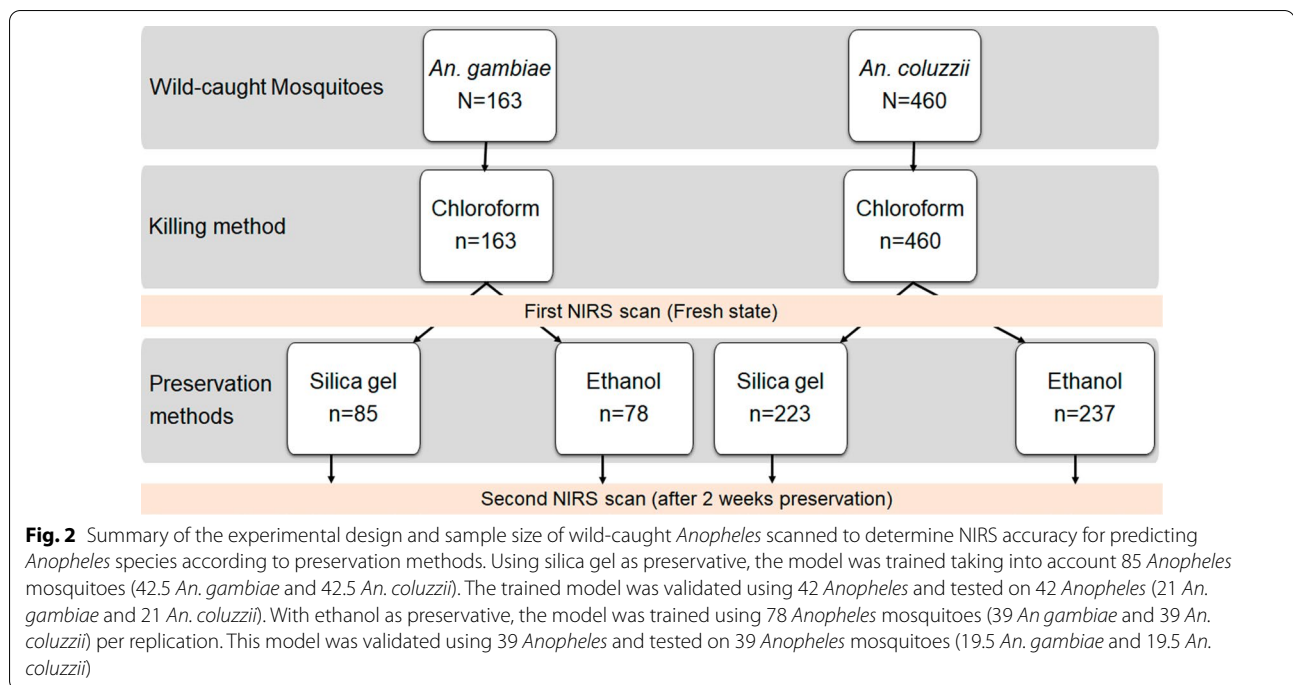 An. gambiae
N=163
An. coluzzii
N=460
Wild-caught Mosquitoes
Killing method
Chloroform
n=163
Chloroform
n=460
First NIRS scan (Fresh state)
Preservation
methods
Silica gel
n=85
Ethanol
n=78
Silica gel
n=223
Ethanol
n=237
Second NIRS scan (after 2 weeks preservation)
Fig. 2 Summary of the experimental design and sample size of wild-caught Anopheles scanned to determine NIRS accuracy for predicting
Anopheles species according to preservation methods. Using silica gel as preservative, the model was trained taking into account 85 Anopheles
mosquitoes (42.5 An. gambiae and 42.5 An. coluzzii). The trained model was validated using 42 Anopheles and tested on 42 Anopheles (21 An.
gambiae and 21 An. coluzzii). With ethanol as preservative, the model was trained using 78 Anopheles mosquitoes (39 An gambiae and 39 An.
coluzzii) per replication. This model was validated using 39 Anopheles and tested on 39 Anopheles mosquitoes (19.5 An. gambiae and 19.5 An.
coluzzii)